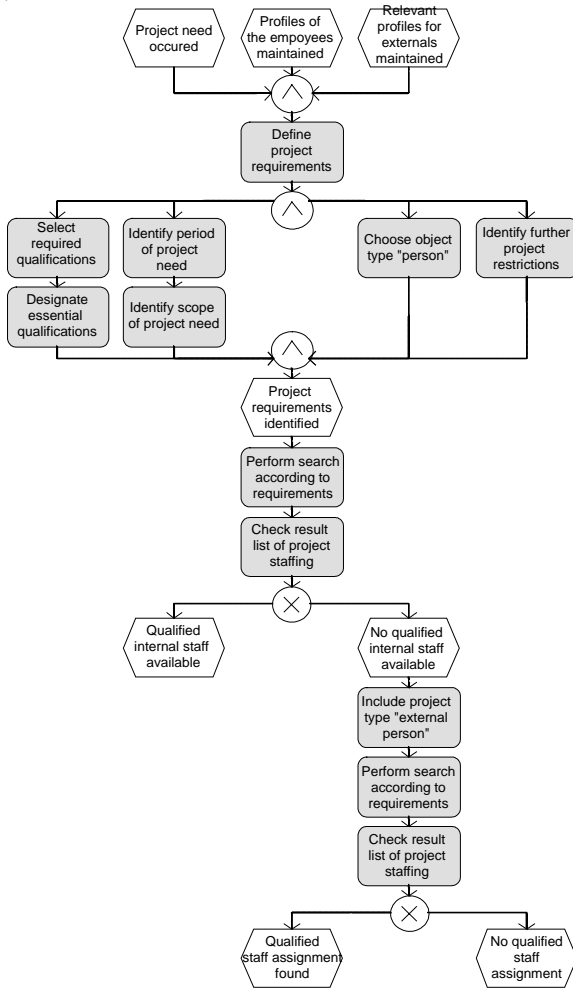 Project need
occured
Profiles of
the empoyees
maintained
Relevant
profiles for
externals
maintained
Define
project
requirements
Select
required
qualifications
Identify period
of project
need
Choose object
type "person"
Identify further
project
restrictions
Designate
essential
qualifications
Identify scope
of project need
Project
requirements
identified
Perform search
according to
requirements
Check result
list of project
staffing
Qualified
internal staff
available
No qualified
internal staff
available
Include project
type "external
person"
Perform search
according to
requirements
Check result
list of project
staffing
Qualified
staff assignment
found
No qualified
staff
assignment